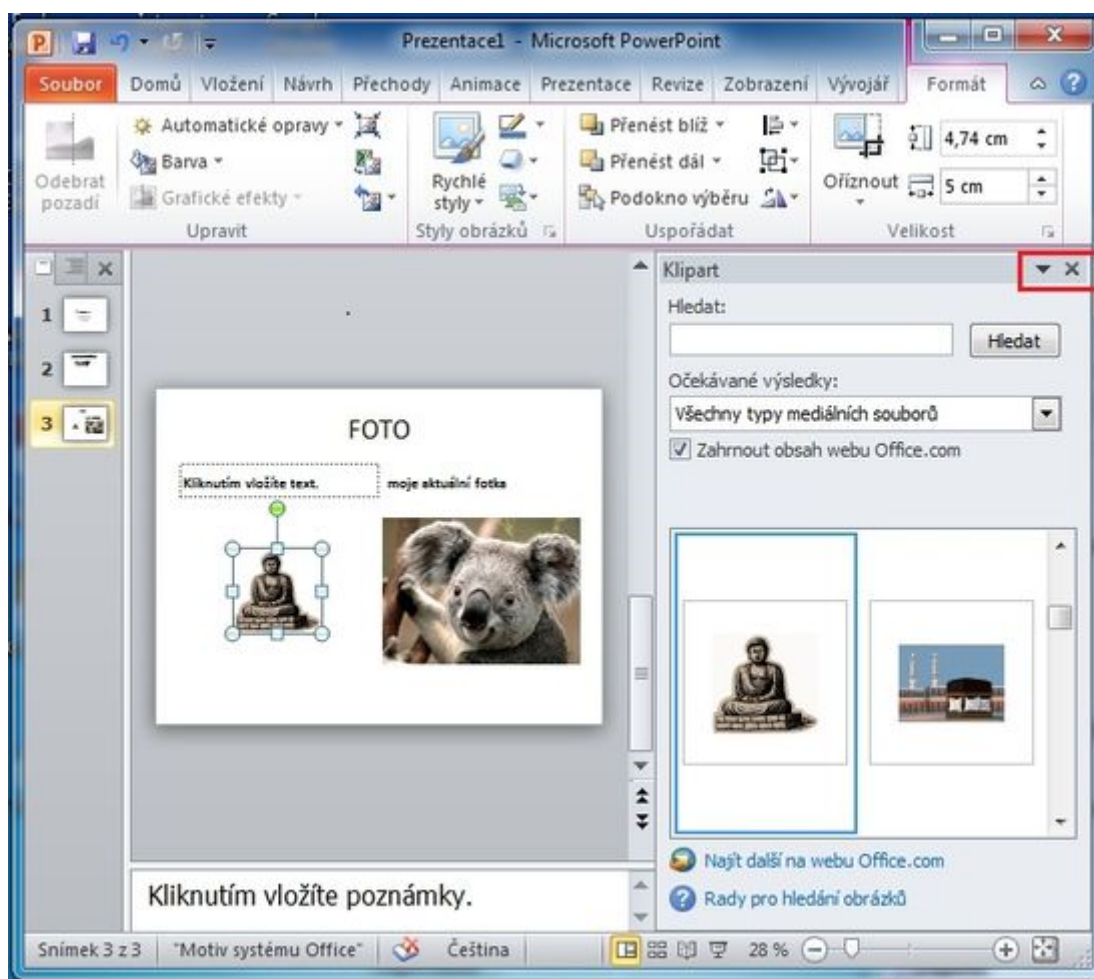 Prezentace1 - Microsoft PowerPoint
Soubor Domů Vložení Návrh Přechody Animace Prezentace Revize Zobrazení Vývojář Formát
Odebrat pozadí
Automatické opravy
Barva
Grafické efekty
Upravit
Rychlé styly
Styly obrázků
Přenést blíž
Přenést dál
Podokno výběru
Uspořádat
Oříznout
4,74 cm
5 cm
Velikost
1
2
3
FOTO
Kliknutím vložíte text.
moje aktuální fotka
Kliknutím vložíte poznámky.
Klipart
Hledat:
Hledat
Očekávané výsledky:
Všechny typy mediálních souborů
Zahrnout obsah webu Office.com
Najít další na webu Office.com
Rady pro hledání obrázků
Snímek 3 z 3 "Motiv systému Office" Čeština 28 %